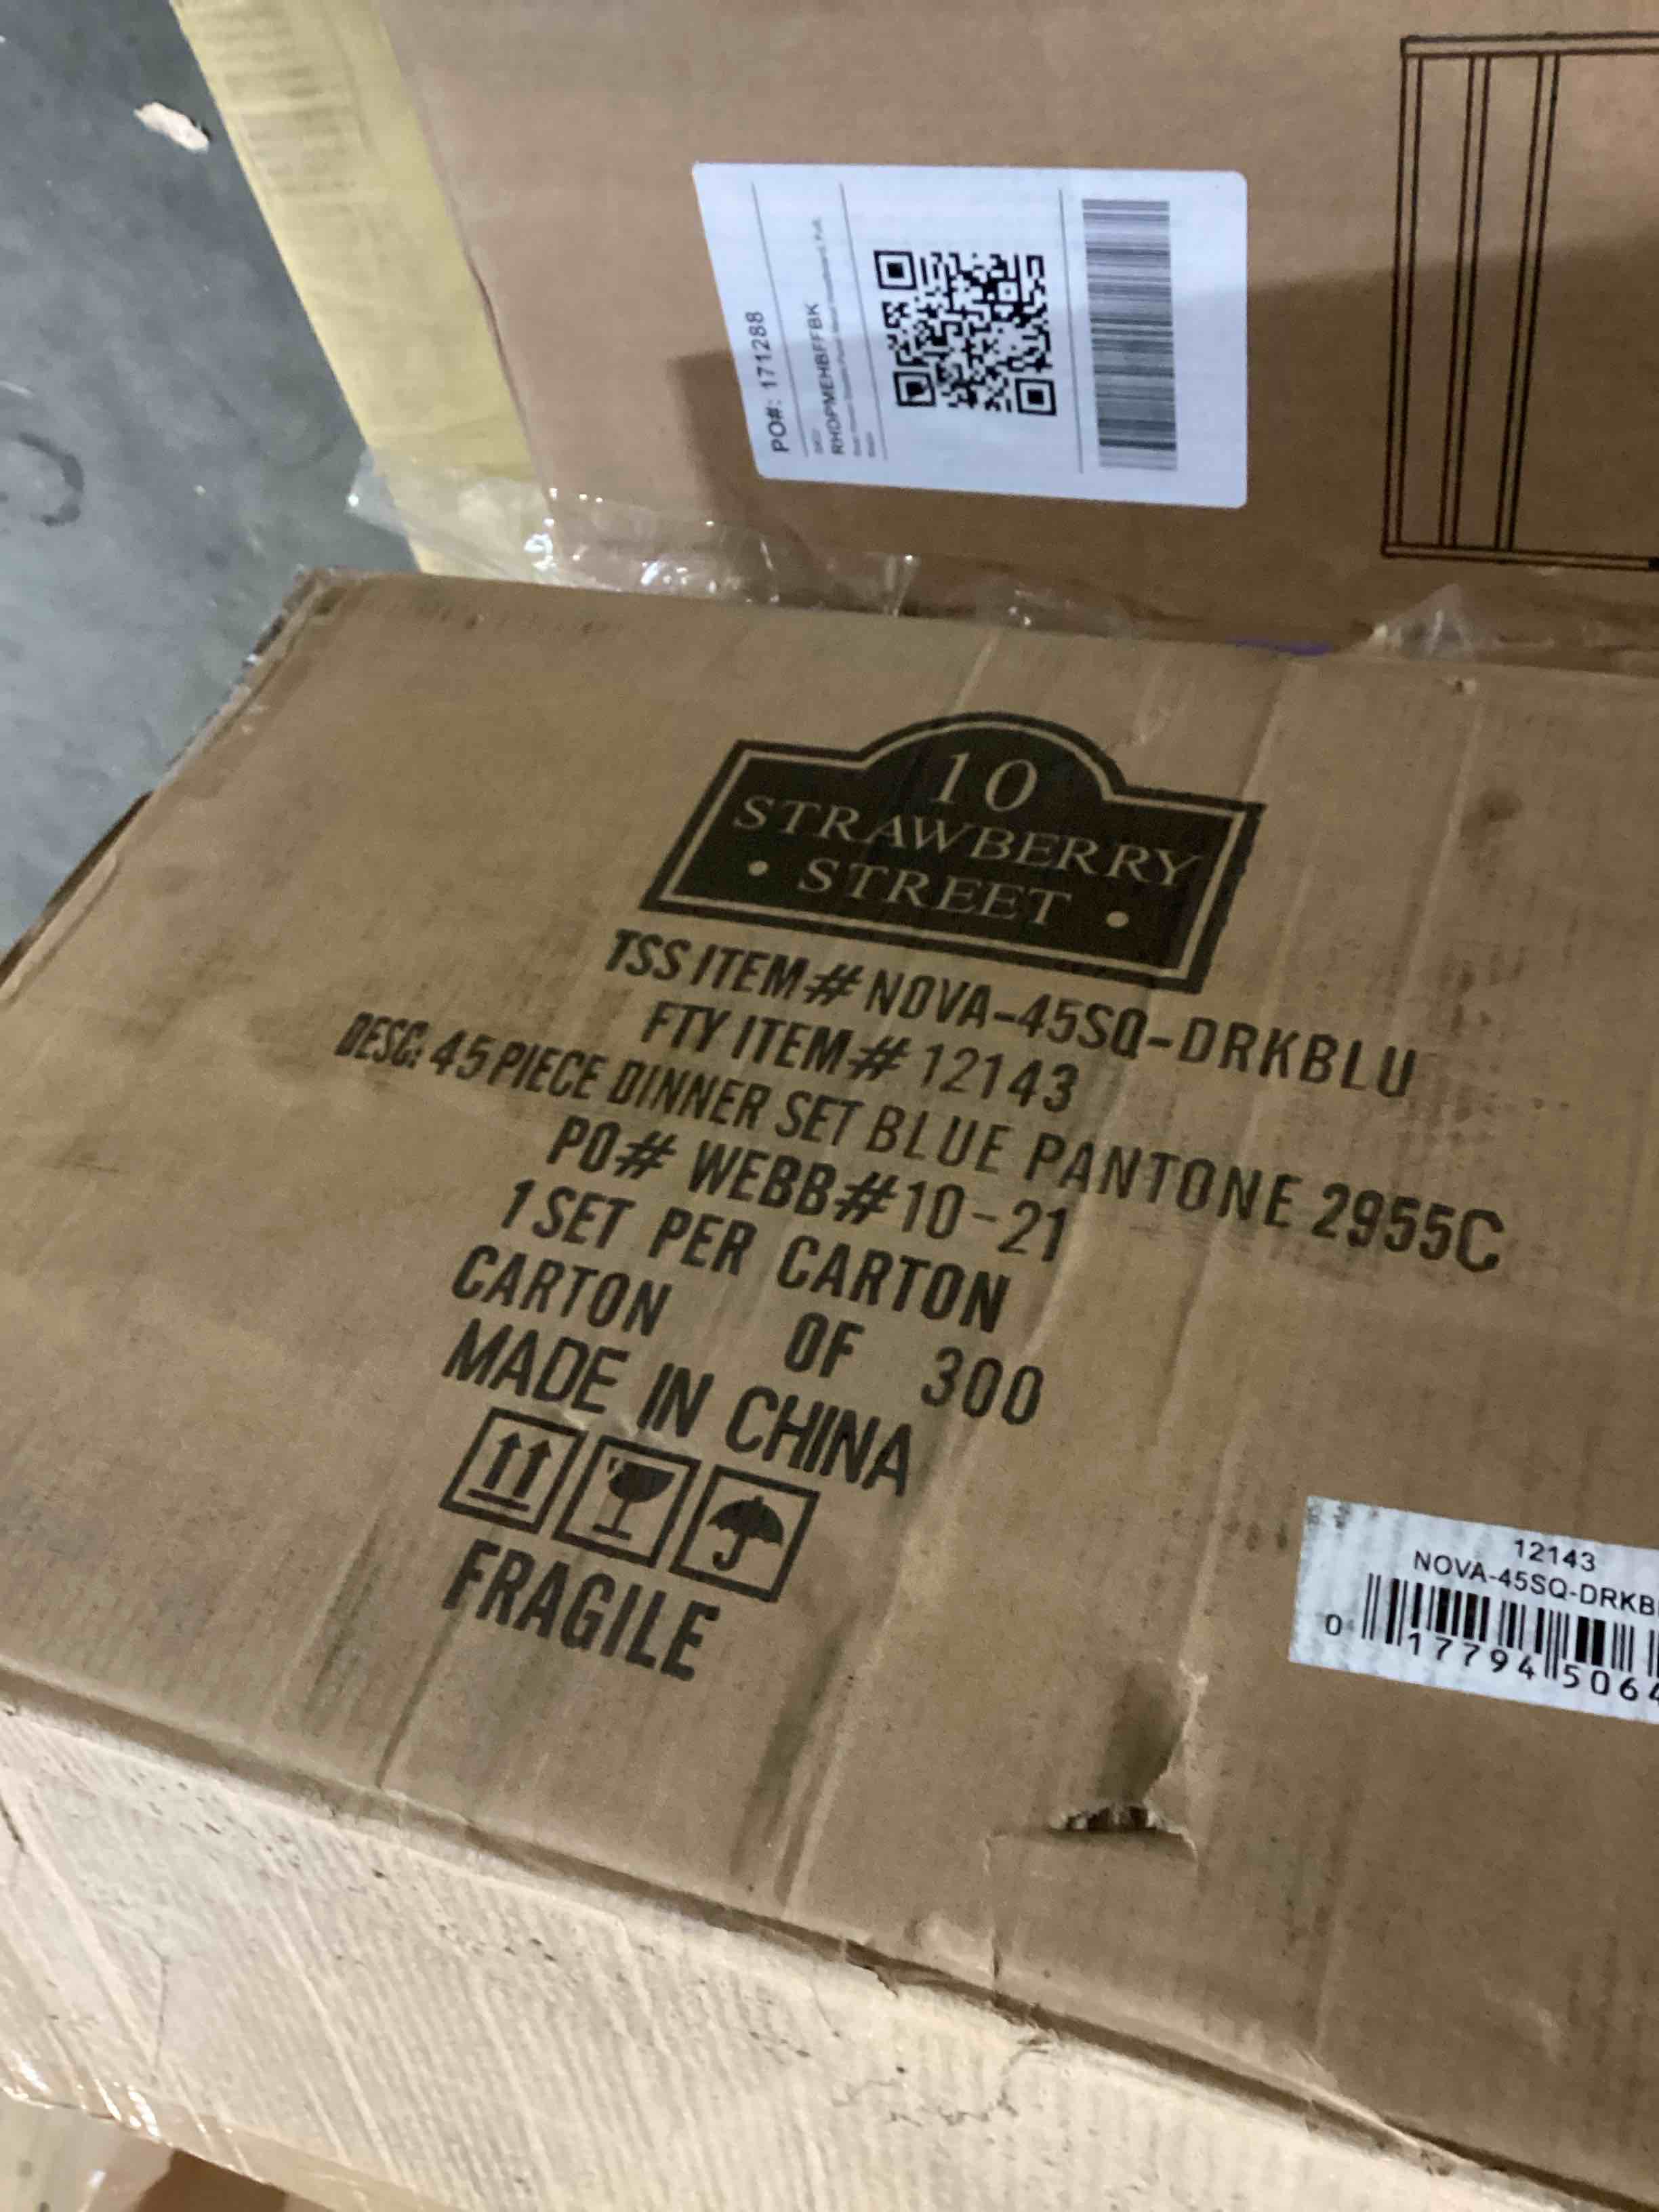 PO#: 171288
SKU:
RHDPMEHBFFBK
10
STRAWBERRY
• STREET •
TSS ITEM# NOVA-45SQ-DRKBLU
FTY ITEM# 12143
DESC: 45 PIECE DINNER SET BLUE PANTONE 2955C
PO# WEBB#10-21
1 SET PER CARTON
CARTON OF 300
MADE IN CHINA
FRAGILE
12143
NOVA-45SQ-DRKB
0 17794 5064